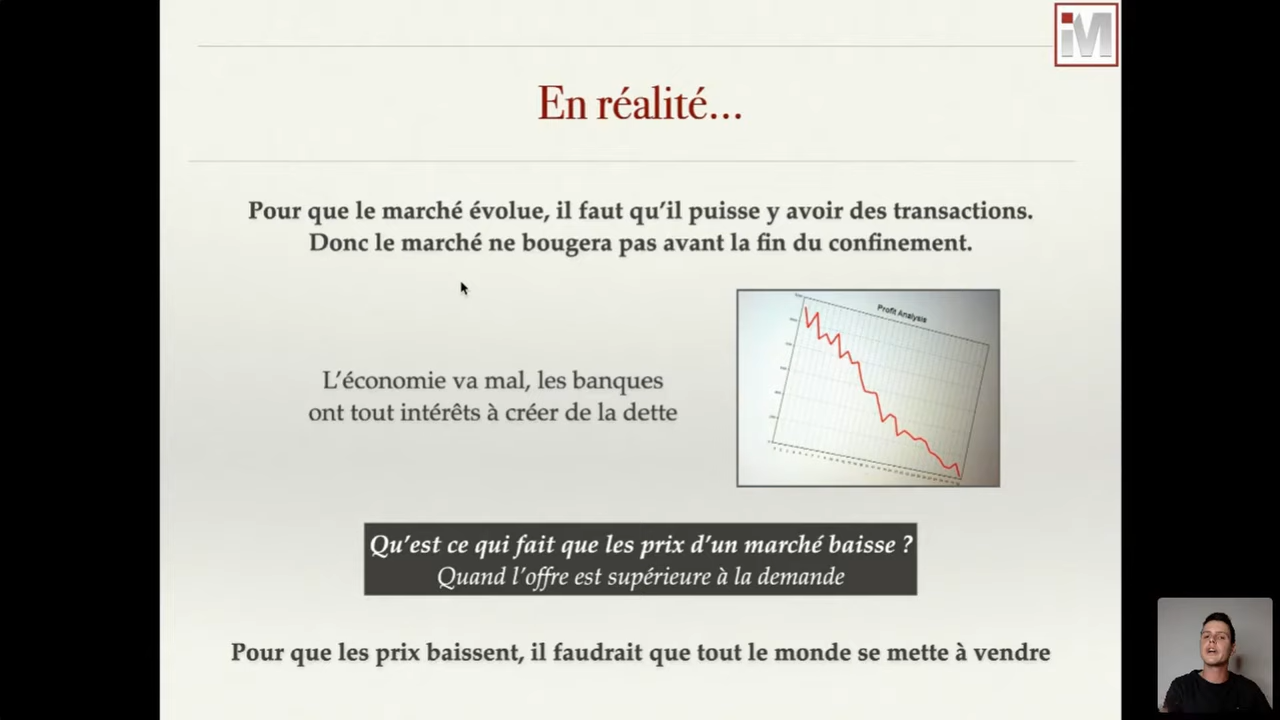 iM
En réalité...
Pour que le marché évolue, il faut qu'il puisse y avoir des transactions.
Donc le marché ne bougera pas avant la fin du confinement.
Profit Analysis
L'économie va mal, les banques
ont tout intérêts à créer de la dette
Qu'est ce qui fait que les prix d'un marché baisse ?
Quand l'offre est supérieure à la demande
Pour que les prix baissent, il faudrait que tout le monde se mette à vendre